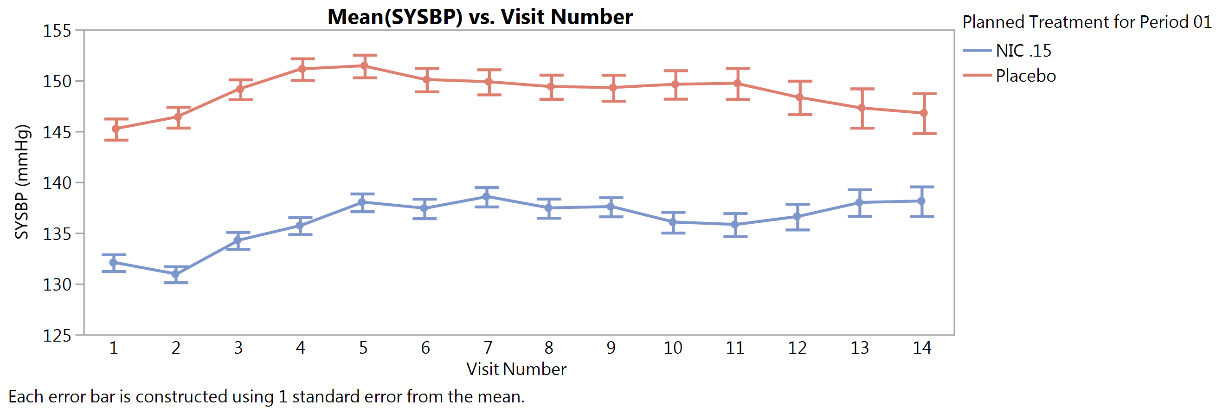 Mean(SYSBP) vs. Visit Number
Planned Treatment for Period 01
NIC .15
Placebo
SYSBP (mmHg)
155
150
145
140
135
130
125
1 2 3 4 5 6 7 8 9 10 11 12 13 14
Visit Number
Each error bar is constructed using 1 standard error from the mean.